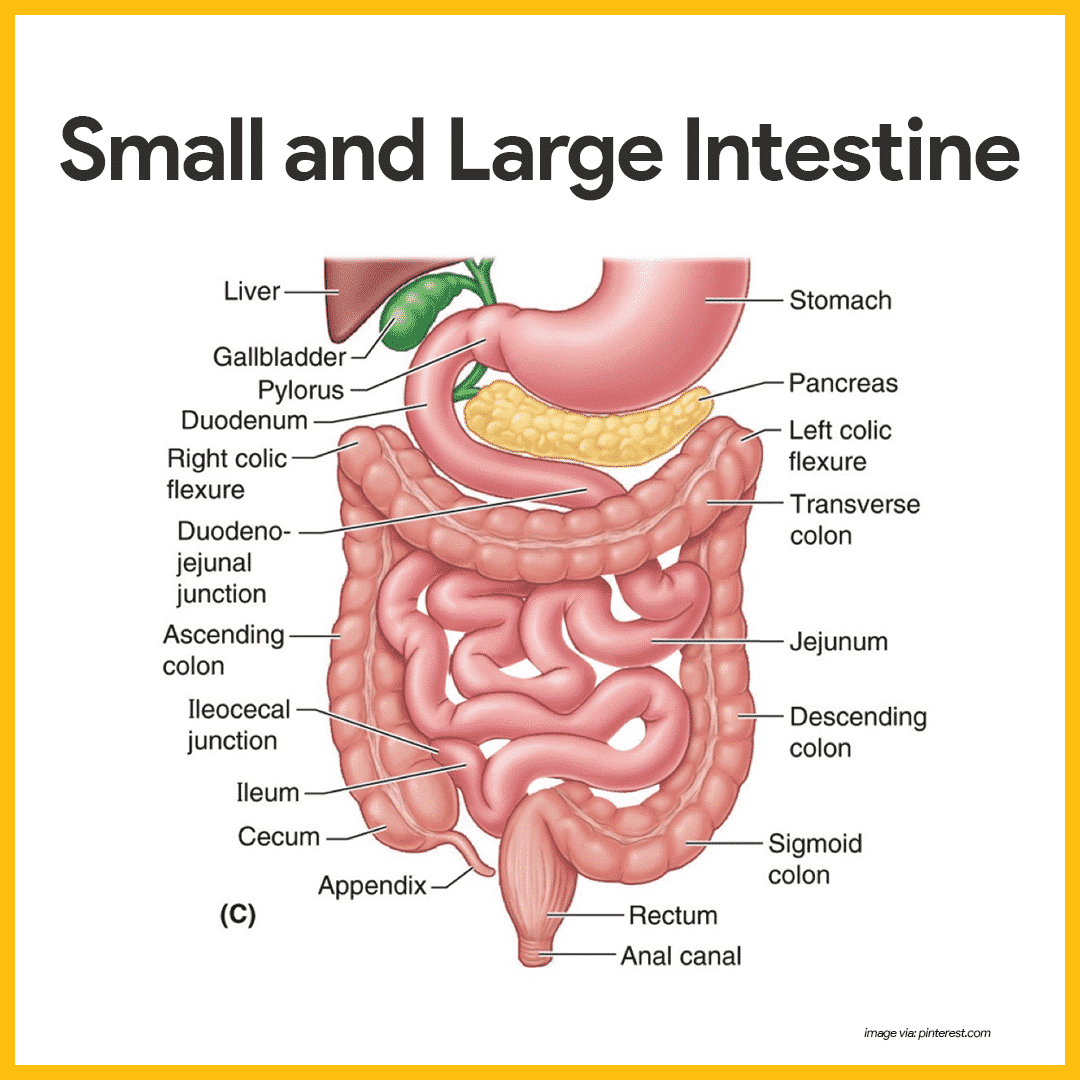 Small and Large Intestine
Liver
Stomach
Gallbladder
Pylorus
Pancreas
Duodenum
Left colic
flexure
Right colic
flexure
Transverse
colon
Duodeno-
jejunal
junction
Ascending
colon
Jejunum
Ileocecal
junction
Descending
colon
Ileum
Cecum
Sigmoid
colon
Appendix
(C)
Rectum
Anal canal
image via: pinterest.com